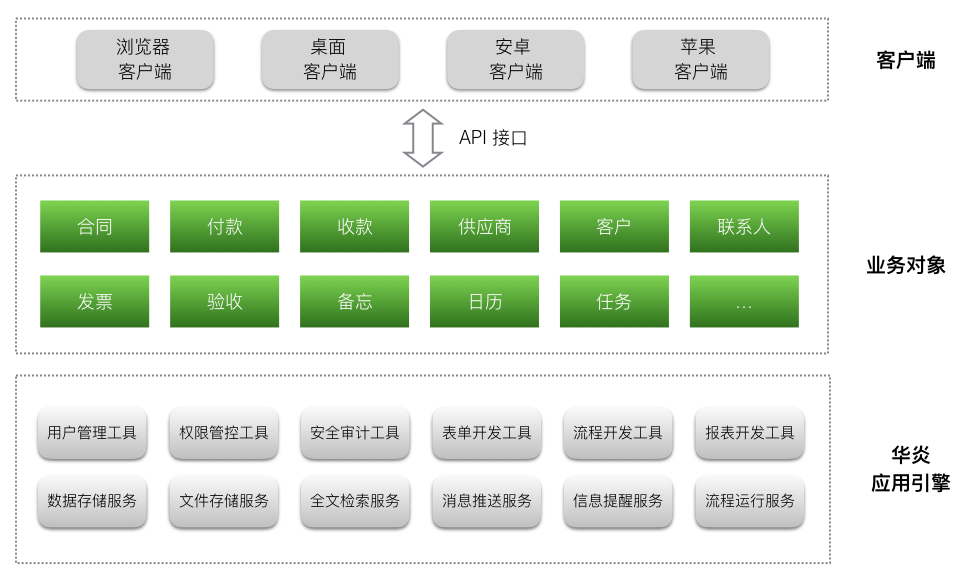 浏览器
客户端
桌面
客户端
安卓
客户端
苹果
客户端
客户端
API 接口
合同
付款
收款
供应商
客户
联系人
发票
验收
备忘
日历
任务
...
业务对象
用户管理工具
权限管控工具
安全审计工具
表单开发工具
流程开发工具
报表开发工具
数据存储服务
文件存储服务
全文检索服务
消息推送服务
信息提醒服务
流程运行服务
华炎
应用引擎